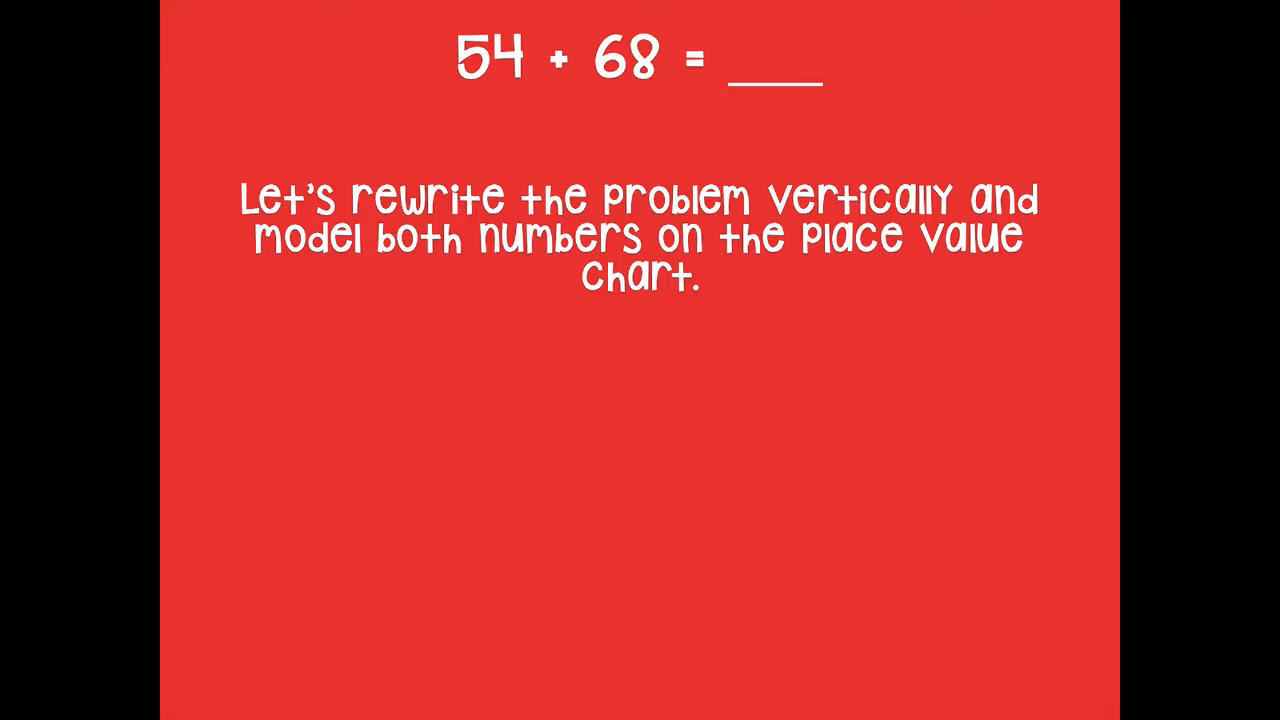 54 + 68 = ____
Let's rewrite the problem vertically and
model both numbers on the place value
chart.